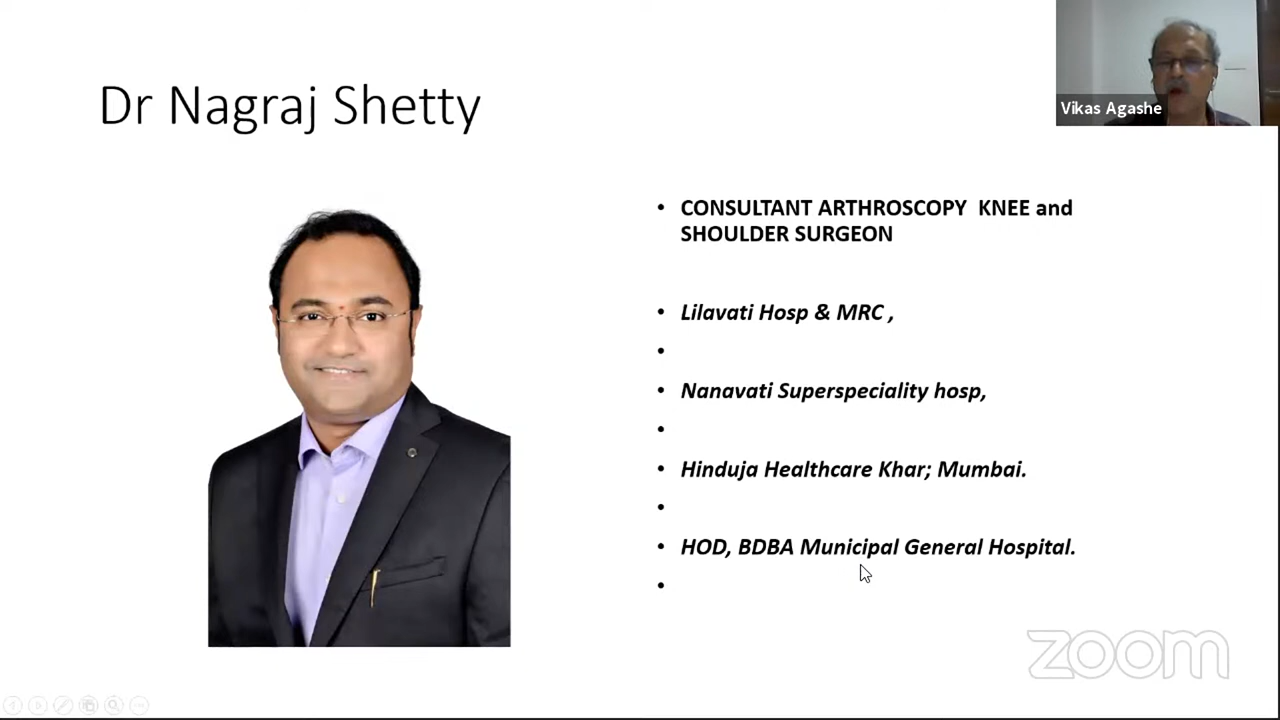 Dr Nagraj Shetty
Vikas Agashe
• CONSULTANT ARTHROSCOPY KNEE and
SHOULDER SURGEON
• Lilavati Hosp & MRC ,
•
• Nanavati Superspeciality hosp,
•
• Hinduja Healthcare Khar; Mumbai.
•
• HOD, BDBA Municipal General Hospital.
•
zoom